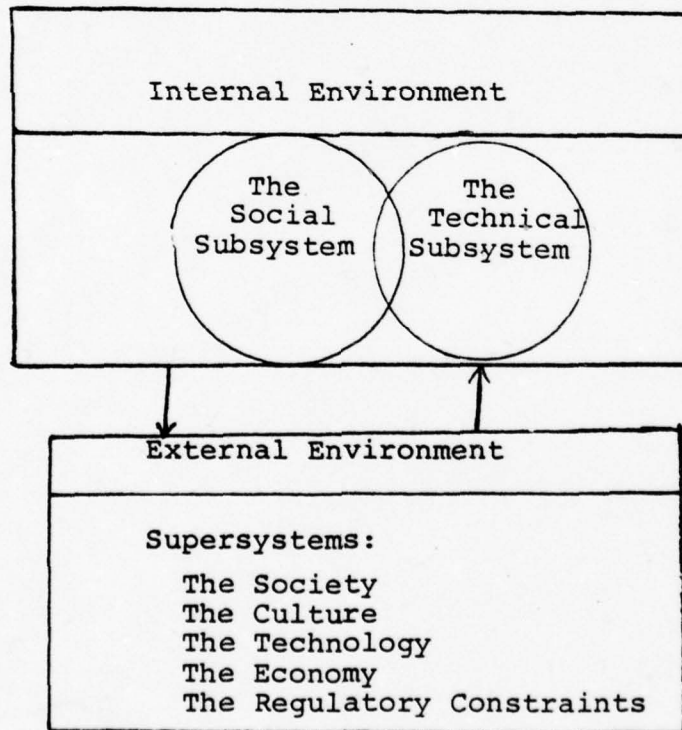 Internal Environment
The
Social
Subsystem
The
Technical
Subsystem
External Environment
Supersystems:
The Society
The Culture
The Technology
The Economy
The Regulatory Constraints